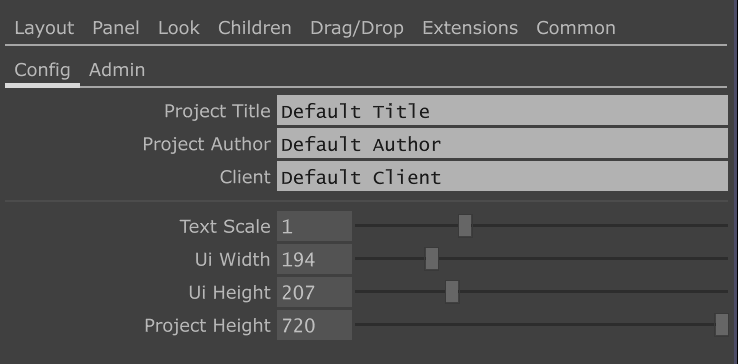 Layout Panel Look Children Drag/Drop Extensions Common
Config Admin
Project Title Default Title
Project Author Default Author
Client Default Client
Text Scale 1
Ui Width 194
Ui Height 207
Project Height 720